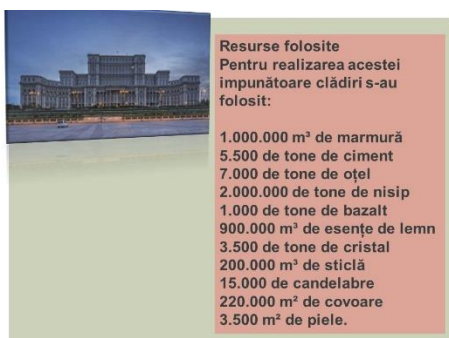 Resurse folosite
Pentru realizarea acestei
impunătoare clădiri s-au
folosit:
1.000.000 m³ de marmură
5.500 de tone de ciment
7.000 de tone de oțel
2.000.000 de tone de nisip
1.000 de tone de bazalt
900.000 m³ de esențe de lemn
3.500 de tone de cristal
200.000 m³ de sticlă
15.000 de candelabre
220.000 m² de covoare
3.500 m² de piele.